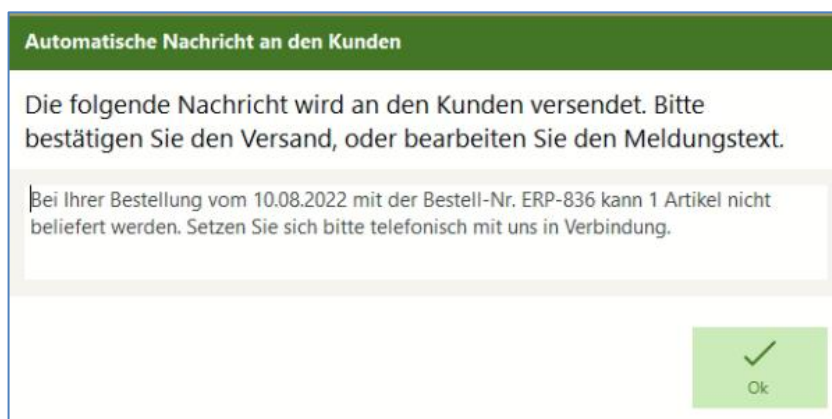 Automatische Nachricht an den Kunden
Die folgende Nachricht wird an den Kunden versendet. Bitte
bestätigen Sie den Versand, oder bearbeiten Sie den Meldungstext.
Bei Ihrer Bestellung vom 10.08.2022 mit der Bestell-Nr. ERP-836 kann 1 Artikel nicht
beliefert werden. Setzen Sie sich bitte telefonisch mit uns in Verbindung.
Ok